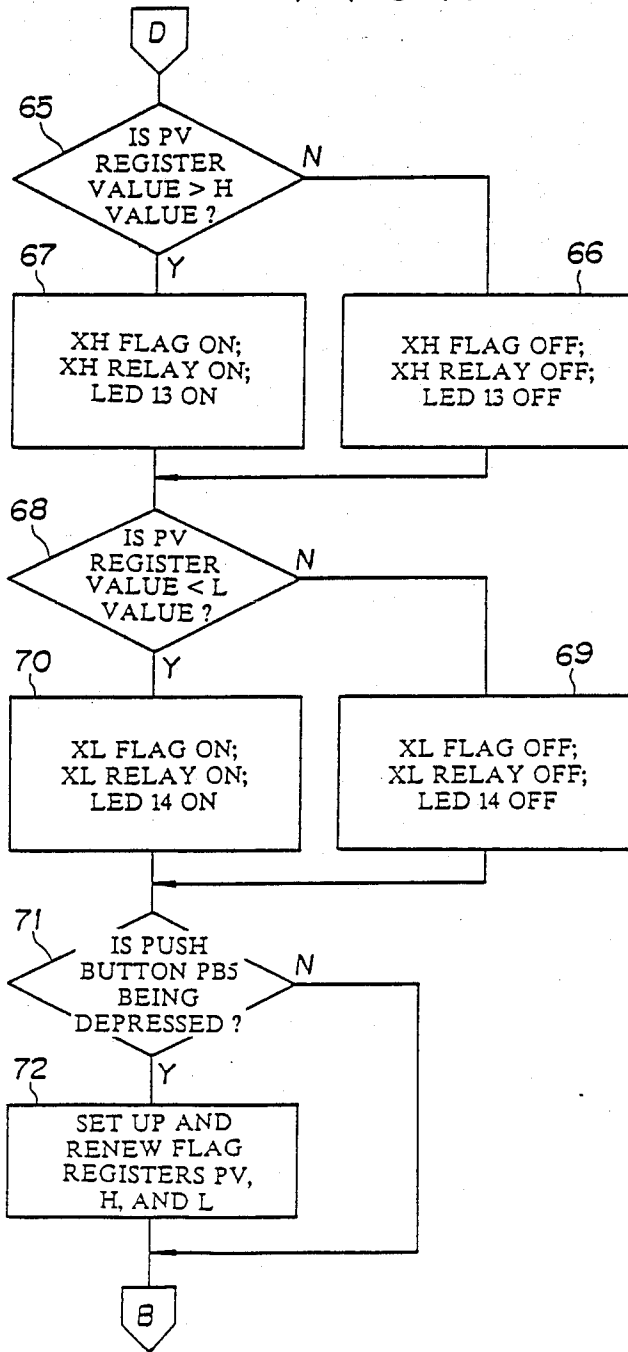 D
65
IS PV
REGISTER
VALUE > H
VALUE ?
N
Y
67
XH FLAG ON;
XH RELAY ON;
LED 13 ON
66
XH FLAG OFF;
XH RELAY OFF;
LED 13 OFF
68
IS PV
REGISTER
VALUE < L
VALUE ?
N
Y
70
XL FLAG ON;
XL RELAY ON;
LED 14 ON
69
XL FLAG OFF;
XL RELAY OFF;
LED 14 OFF
71
IS PUSH
BUTTON PB5
BEING
DEPRESSED ?
N
Y
72
SET UP AND
RENEW FLAG
REGISTERS PV,
H, AND L
B